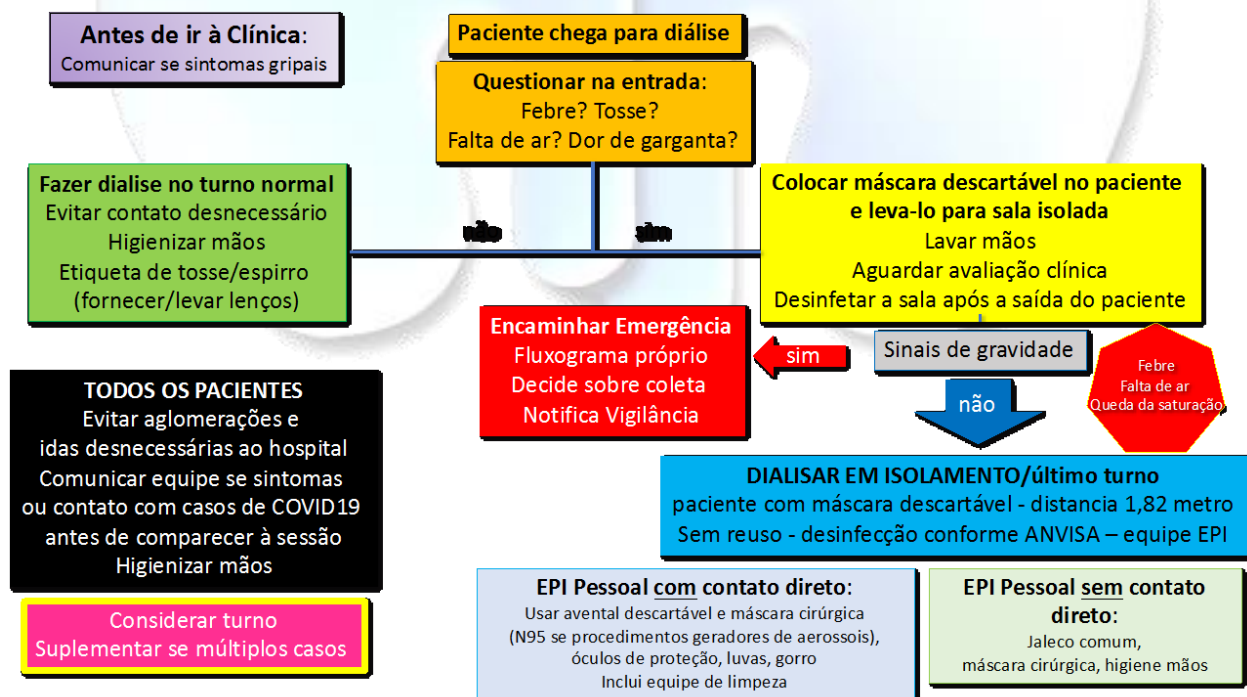 Antes de ir à Clínica:
Comunicar se sintomas gripais
Paciente chega para diálise
Questionar na entrada:
Febre? Tosse?
Falta de ar? Dor de garganta?
não
sim
Fazer dialise no turno normal
Evitar contato desnecessário
Higienizar mãos
Etiqueta de tosse/espirro
(fornecer/levar lenços)
Colocar máscara descartável no paciente
e leva-lo para sala isolada
Lavar mãos
Aguardar avaliação clínica
Desinfetar a sala após a saída do paciente
Sinais de gravidade
Febre
Falta de ar
Queda da saturação
sim
Encaminhar Emergência
Fluxograma próprio
Decide sobre coleta
Notifica Vigilância
não
TODOS OS PACIENTES
Evitar aglomerações e
idas desnecessárias ao hospital
Comunicar equipe se sintomas
ou contato com casos de COVID19
antes de comparecer à sessão
Higienizar mãos
DIALISAR EM ISOLAMENTO/último turno
paciente com máscara descartável - distancia 1,82 metro
Sem reuso - desinfecção conforme ANVISA – equipe EPI
Considerar turno
Suplementar se múltiplos casos
EPI Pessoal com contato direto:
Usar avental descartável e máscara cirúrgica
(N95 se procedimentos geradores de aerossois),
óculos de proteção, luvas, gorro
Inclui equipe de limpeza
EPI Pessoal sem contato
direto:
Jaleco comum,
máscara cirúrgica, higiene mãos